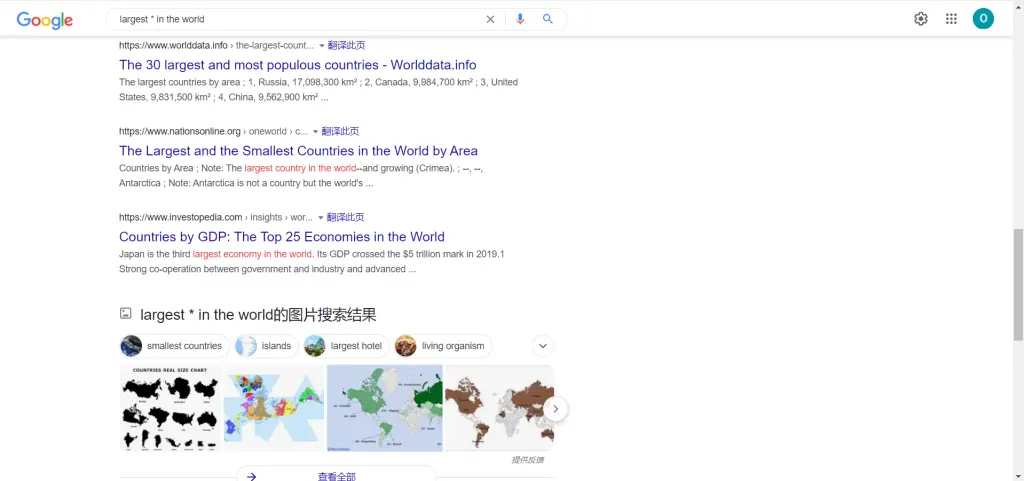 Google
largest * in the world
O
https://www.worlddata.info › the-largest-count... 翻译此页
The 30 largest and most populous countries - Worlddata.info
The largest countries by area ; 1, Russia, 17,098,300 km² ; 2, Canada, 9,984,700 km² ; 3, United
States, 9,831,500 km² ; 4, China, 9,562,900 km² ...
https://www.nationsonline.org › oneworld › c... 翻译此页
The Largest and the Smallest Countries in the World by Area
Countries by Area ; Note: The largest country in the world--and growing (Crimea). ; --, --,
Antarctica ; Note: Antarctica is not a country but the world's ...
https://www.investopedia.com › insights › wor... 翻译此页
Countries by GDP: The Top 25 Economies in the World
Japan is the third largest economy in the world. Its GDP crossed the $5 trillion mark in 2019.1
Strong co-operation between government and industry and advanced ...
largest * in the world的图片搜索结果
smallest countries
islands
largest hotel
living organism
COUNTRIES REAL SIZE CHART
提供反馈
查看全部